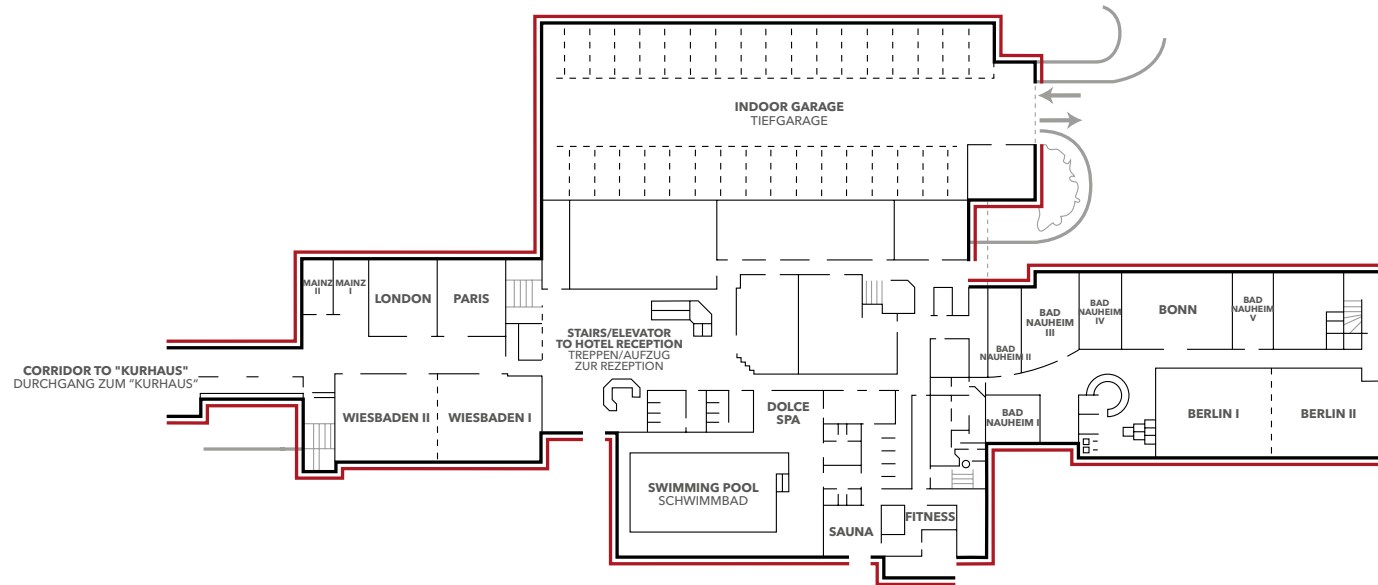 INDOOR GARAGE
TIEFGARAGE
MAINZ
II
MAINZ
I
LONDON
PARIS
STAIRS/ELEVATOR
TO HOTEL RECEPTION
TREPPEN/AUFZUG
ZUR REZEPTION
BAD
NAUHEIM II
BAD
NAUHEIM
III
BAD
NAUHEIM
IV
BONN
BAD
NAUHEIM
V
CORRIDOR TO "KURHAUS"
DURCHGANG ZUM “KURHAUS“
WIESBADEN II
WIESBADEN I
DOLCE
SPA
BAD
NAUHEIM I
BERLIN I
BERLIN II
SWIMMING POOL
SCHWIMMBAD
SAUNA
FITNESS